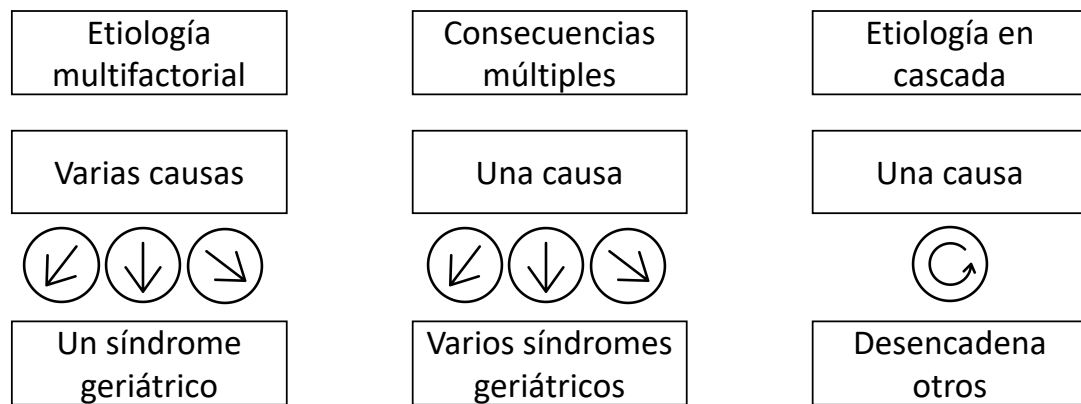 Etiología
multifactorial
Consecuencias
múltiples
Etiología en
cascada
Varias causas
Una causa
Una causa
Un síndrome
geriátrico
Varios síndromes
geriátricos
Desencadena
otros